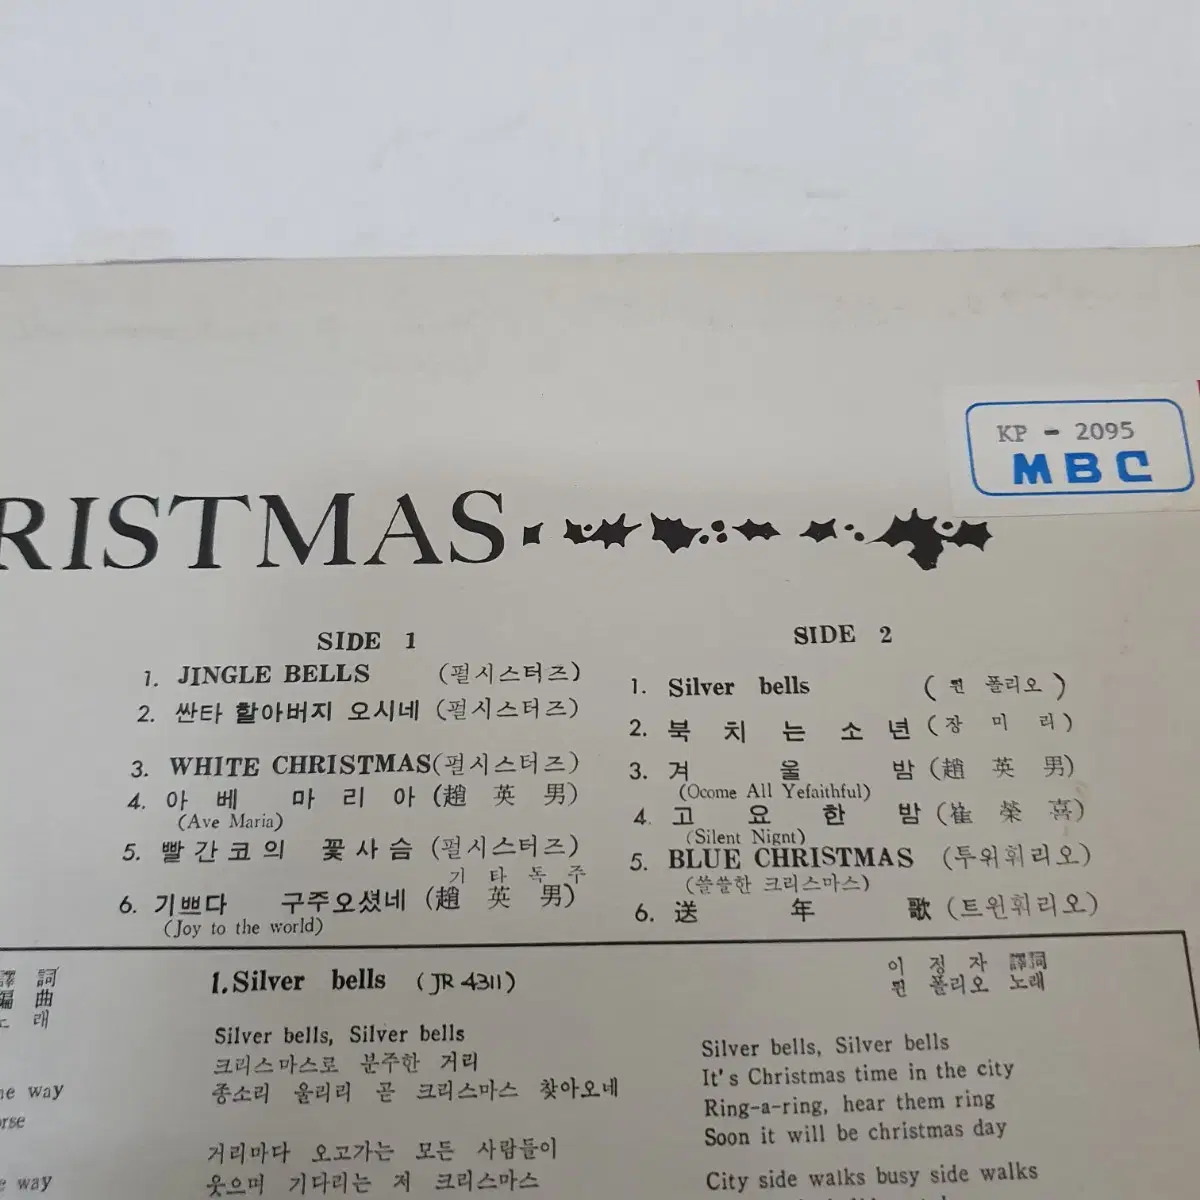 KP - 2095
MBC
RISTMAS
SIDE 1
1. JINGLE BELLS (펄시스터즈)
2. 싼타 할아버지 오시네 (펄시스터즈)
3. WHITE CHRISTMAS(펄시스터즈)
4. 아 베 마 리 아 (趙 英 男)
(Ave Maria)
5. 빨간코의 꽃사슴 (펄시스터즈)
기 타 독 주
6. 기쁘다 구주오셨네 (趙 英 男)
(Joy to the world)
SIDE 2
1. Silver bells ( 퀸 폴리오 )
2. 북 치 는 소 년 (장 미 리)
3. 겨 울 밤 (趙 英 男)
(Ocome All Yefaithful)
4. 고 요 한 밤 (崔 榮 喜)
(Silent Nignt)
5. BLUE CHRISTMAS (투위휘리오)
(쓸쓸한 크리스마스)
6. 送 年 歌 (트윈휘리오)
譯 詞
編 曲
노 래
ne way
orse
e way
1. Silver bells (JR 4311)
이 정 자 譯詞
퀸 폴리오 노래
Silver bells, Silver bells
크리스마스로 분주한 거리
종소리 울리리 곧 크리스마스 찾아오네
거리마다 오고가는 모든 사람들이
웃으며 기다리는 저 크리스마스
Silver bells, Silver bells
It's Christmas time in the city
Ring-a-ring, hear them ring
Soon it will be christmas day
City side walks busy side walks